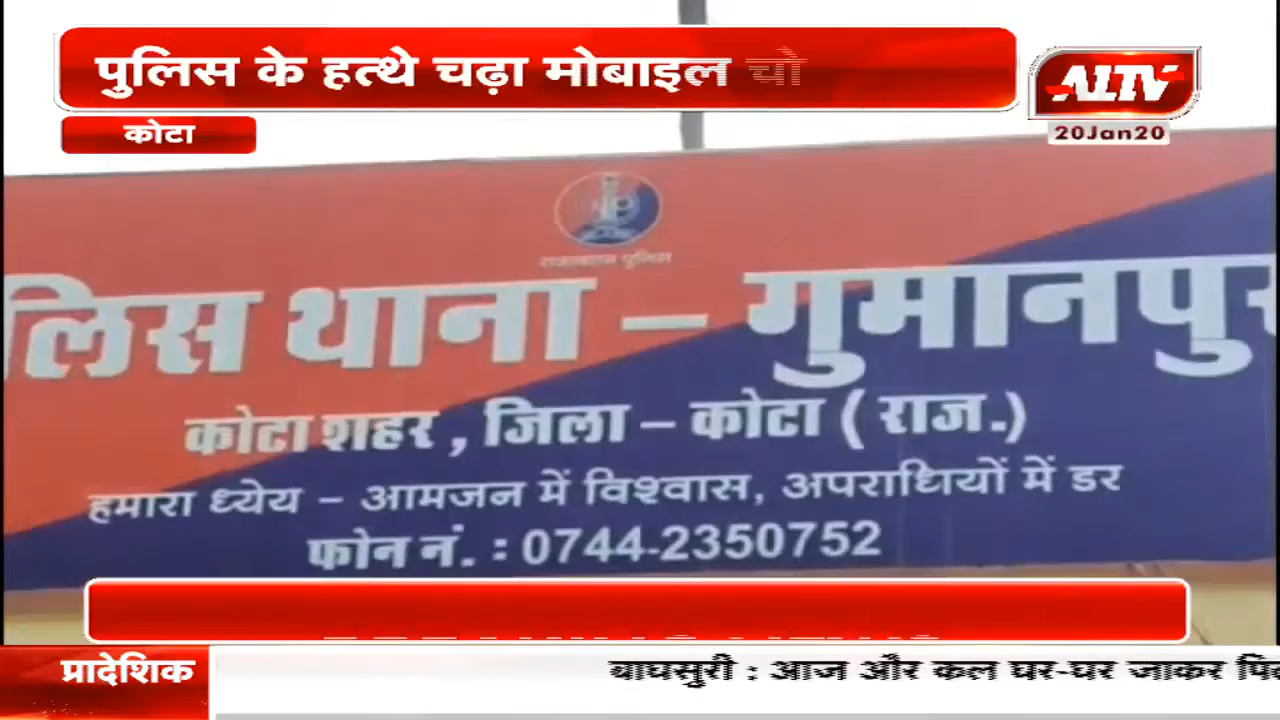 पुलिस के हत्थे चढ़ा मोबाइल चो
ALTV
20Jan20
कोटा
राजस्थान पुलिस
लिस थाना – गुमानपु
कोटा शहर , जिला – कोटा ( राज.)
हमारा ध्येय – आमजन में विश्वास, अपराधियों में डर
फोन नं. : 0744-2350752
प्रादेशिक
बाघसुरी : आज और कल घर-घर जाकर